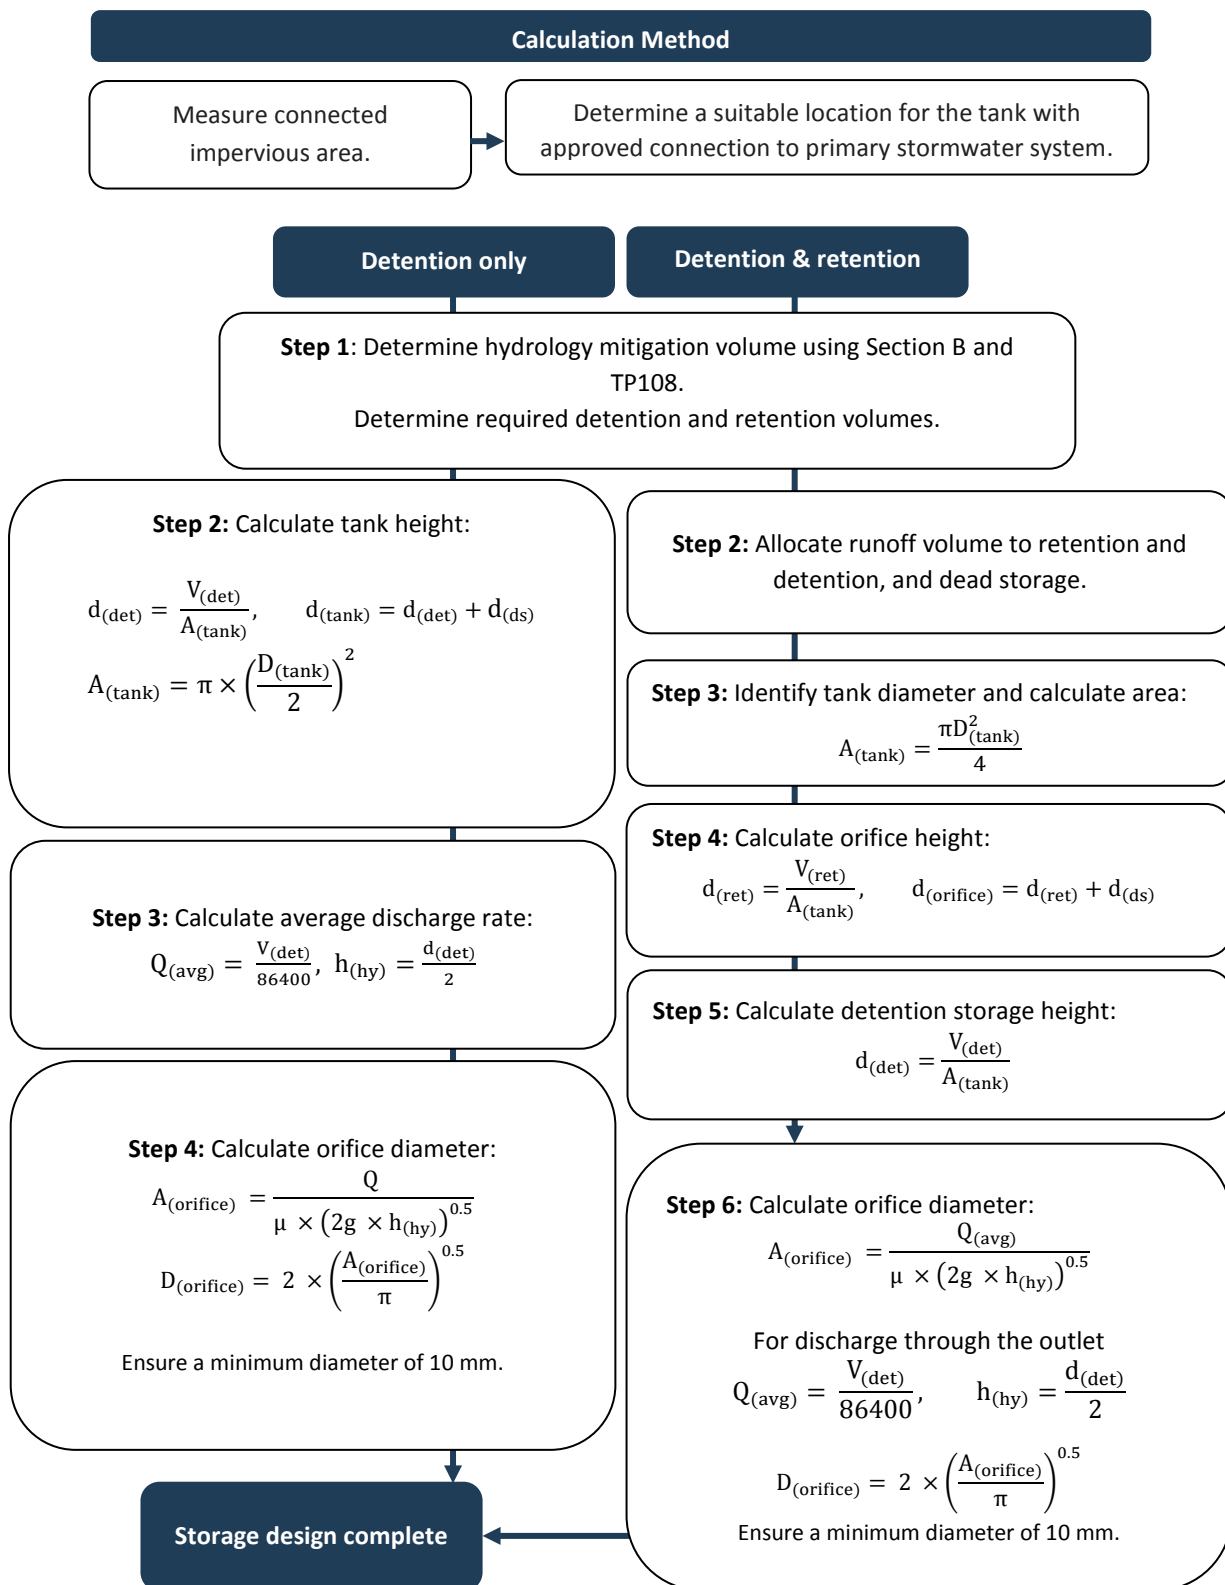 Calculation Method
Measure connected
impervious area.
Determine a suitable location for the tank with
approved connection to primary stormwater system.
Detention only
Detention & retention
Step 1: Determine hydrology mitigation volume using Section B and
TP108.
Determine required detention and retention volumes.
Step 2: Calculate tank height:
d(det) = V(det) / A(tank), d(tank) = d(det) + d(ds)
A(tank) = π × (D(tank) / 2)²
Step 3: Calculate average discharge rate:
Q(avg) = V(det) / 86400, h(hy) = d(det) / 2
Step 4: Calculate orifice diameter:
A(orifice) = Q / μ × (2g × h(hy))^0.5
D(orifice) = 2 × (A(orifice) / π)^0.5
Ensure a minimum diameter of 10 mm.
Step 2: Allocate runoff volume to retention and
detention, and dead storage.
Step 3: Identify tank diameter and calculate area:
A(tank) = πD²(tank) / 4
Step 4: Calculate orifice height:
d(ret) = V(ret) / A(tank), d(orifice) = d(ret) + d(ds)
Step 5: Calculate detention storage height:
d(det) = V(det) / A(tank)
Step 6: Calculate orifice diameter:
A(orifice) = Q(avg) / μ × (2g × h(hy))^0.5
For discharge through the outlet
Q(avg) = V(det) / 86400, h(hy) = d(det) / 2
D(orifice) = 2 × (A(orifice) / π)^0.5
Ensure a minimum diameter of 10 mm.
Storage design complete